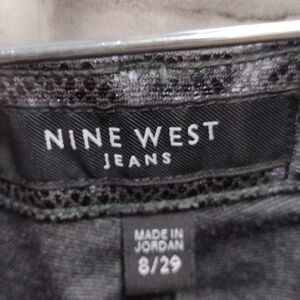 NINE WEST
JEANS
MADE IN
JORDAN
8/29